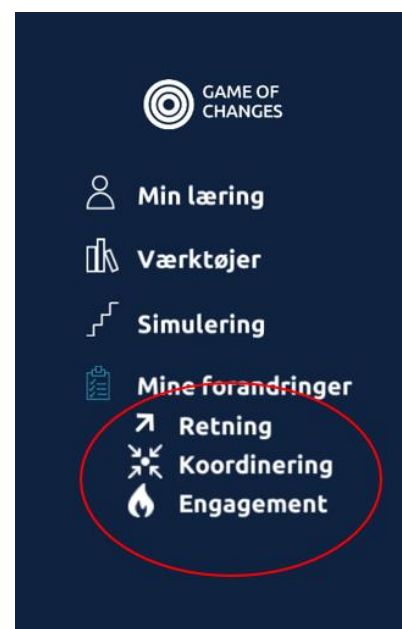 GAME OF
CHANGES
Min læring
Værktøjer
Simulering
Mine forandringer
Retning
Koordinering
Engagement